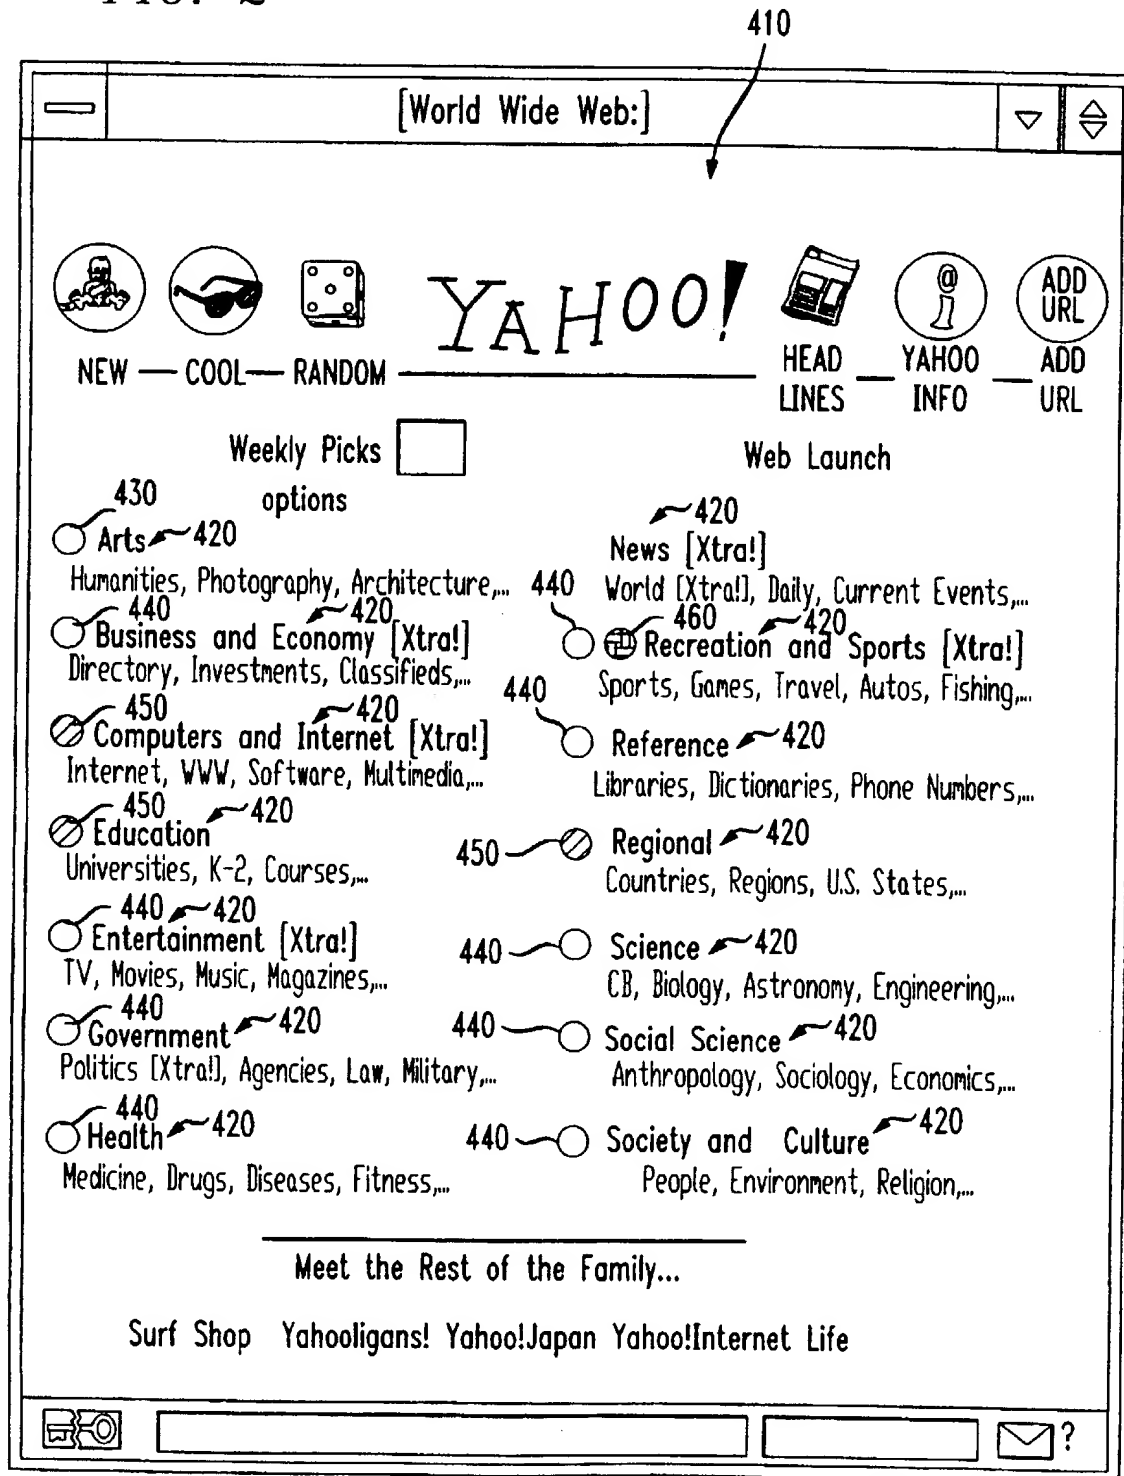 FIG. 2
410
[World Wide Web:]
YAHOO!
@
i
ADD
URL
NEW COOL RANDOM
HEAD
LINES
YAHOO
INFO
ADD
URL
Weekly Picks
options
Web Launch
430
Arts 420
Humanities, Photography, Architecture,...
440 420
Business and Economy [Xtra!]
Directory, Investments, Classifieds,...
450 420
Computers and Internet [Xtra!]
Internet, WWW, Software, Multimedia,...
450 420
Education
Universities, K-2, Courses,...
440 420
Entertainment [Xtra!]
TV, Movies, Music, Magazines,...
440
Government 420
Politics [Xtra!], Agencies, Law, Military,...
440
Health 420
Medicine, Drugs, Diseases, Fitness,...
420
News [Xtra!]
World [Xtra!], Daily, Current Events,...
440 460 420
Recreation and Sports [Xtra!]
Sports, Games, Travel, Autos, Fishing,...
440
Reference 420
Libraries, Dictionaries, Phone Numbers,...
450 Regional 420
Countries, Regions, U.S. States,...
440 Science 420
CB, Biology, Astronomy, Engineering,...
440 Social Science 420
Anthropology, Sociology, Economics,...
440 Society and Culture 420
People, Environment, Religion,...
Meet the Rest of the Family...
Surf Shop Yahooligans! Yahoo!Japan Yahoo!Internet Life
?